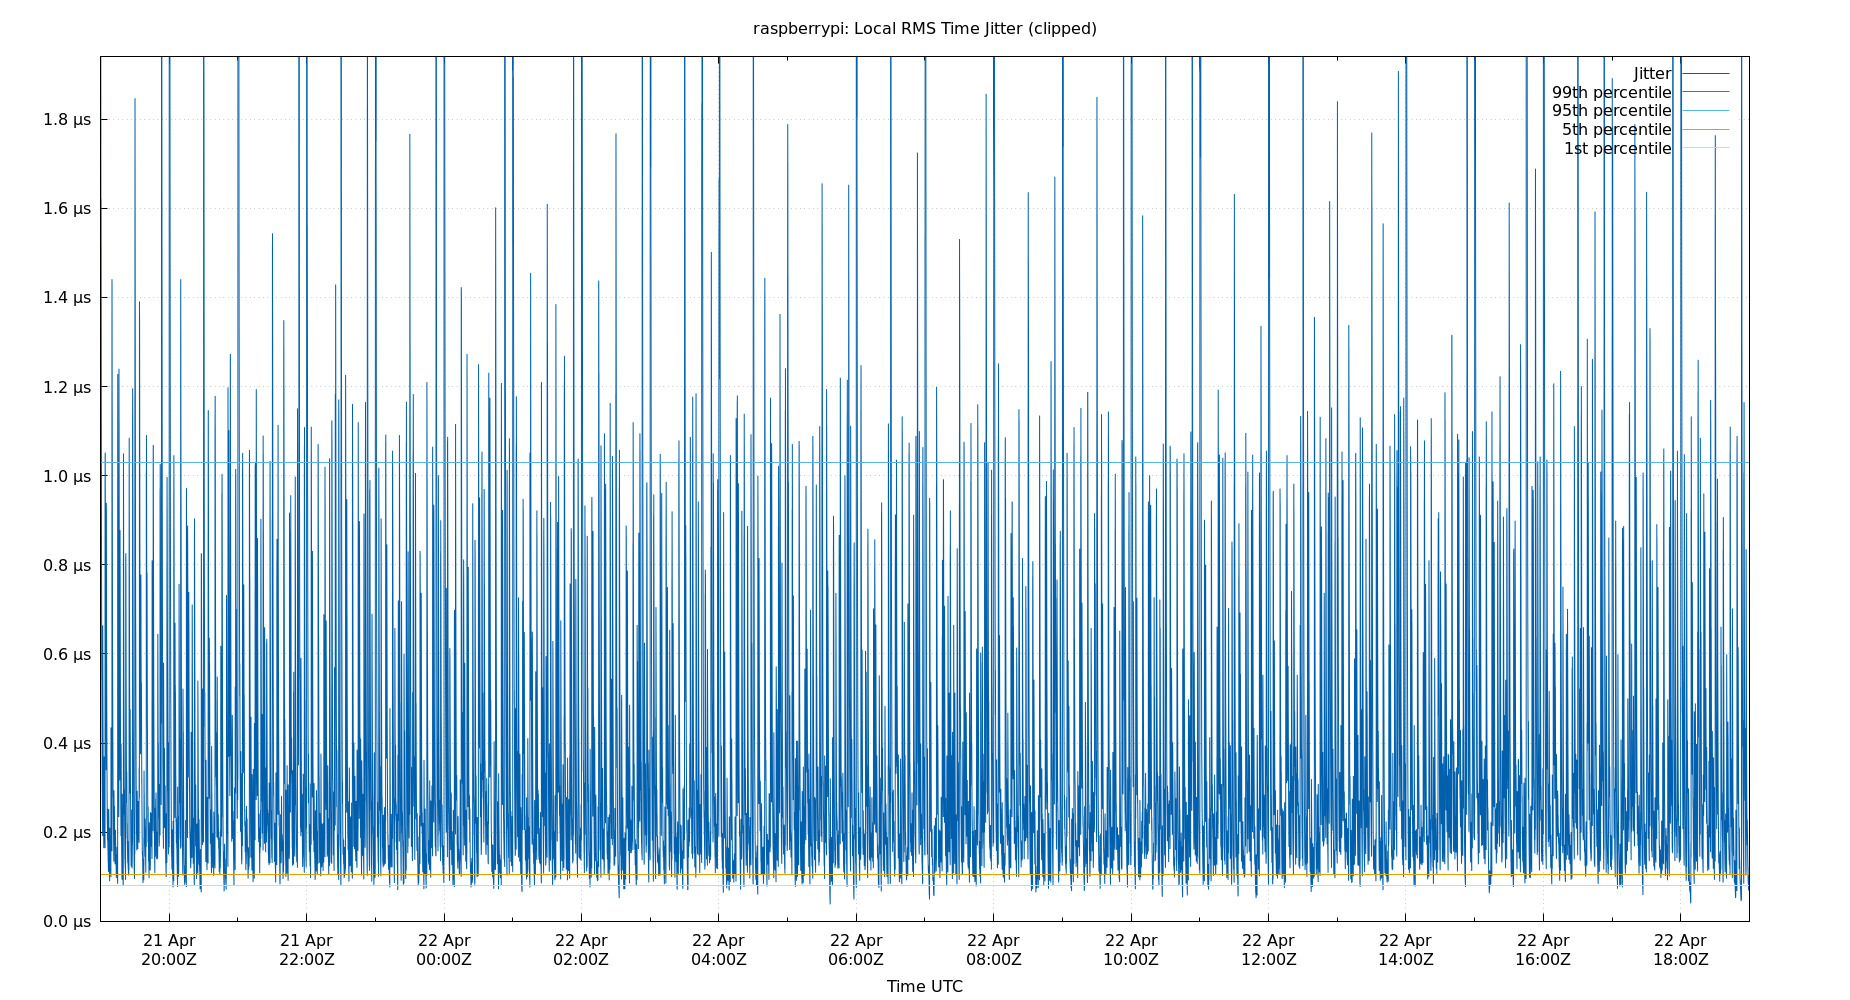 raspberrypi: Local RMS Time Jitter (clipped)
Jitter
99th percentile
95th percentile
5th percentile
1st percentile
1.8 µs
1.6 µs
1.4 µs
1.2 µs
1.0 µs
0.8 µs
0.6 µs
0.4 µs
0.2 µs
0.0 µs
21 Apr 21 Apr 22 Apr 22 Apr 22 Apr 22 Apr 22 Apr 22 Apr 22 Apr 22 Apr 22 Apr 22 Apr
20:00Z 22:00Z 00:00Z 02:00Z 04:00Z 06:00Z 08:00Z 10:00Z 12:00Z 14:00Z 16:00Z 18:00Z
Time UTC